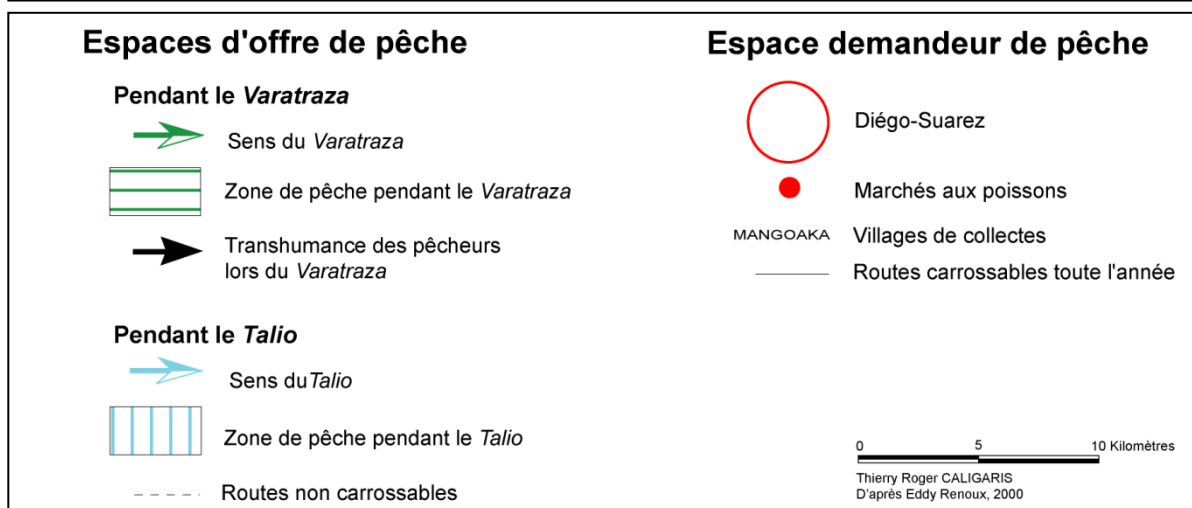 Espaces d'offre de pêche
Pendant le Varatraza
Sens du Varatraza
Zone de pêche pendant le Varatraza
Transhumance des pêcheurs
lors du Varatraza
Pendant le Talio
Sens duTalio
Zone de pêche pendant le Talio
Routes non carrossables
Espace demandeur de pêche
Diégo-Suarez
Marchés aux poissons
MANGOAKA Villages de collectes
Routes carrossables toute l'année
0 5 10 Kilomètres
Thierry Roger CALIGARIS
D'après Eddy Renoux, 2000